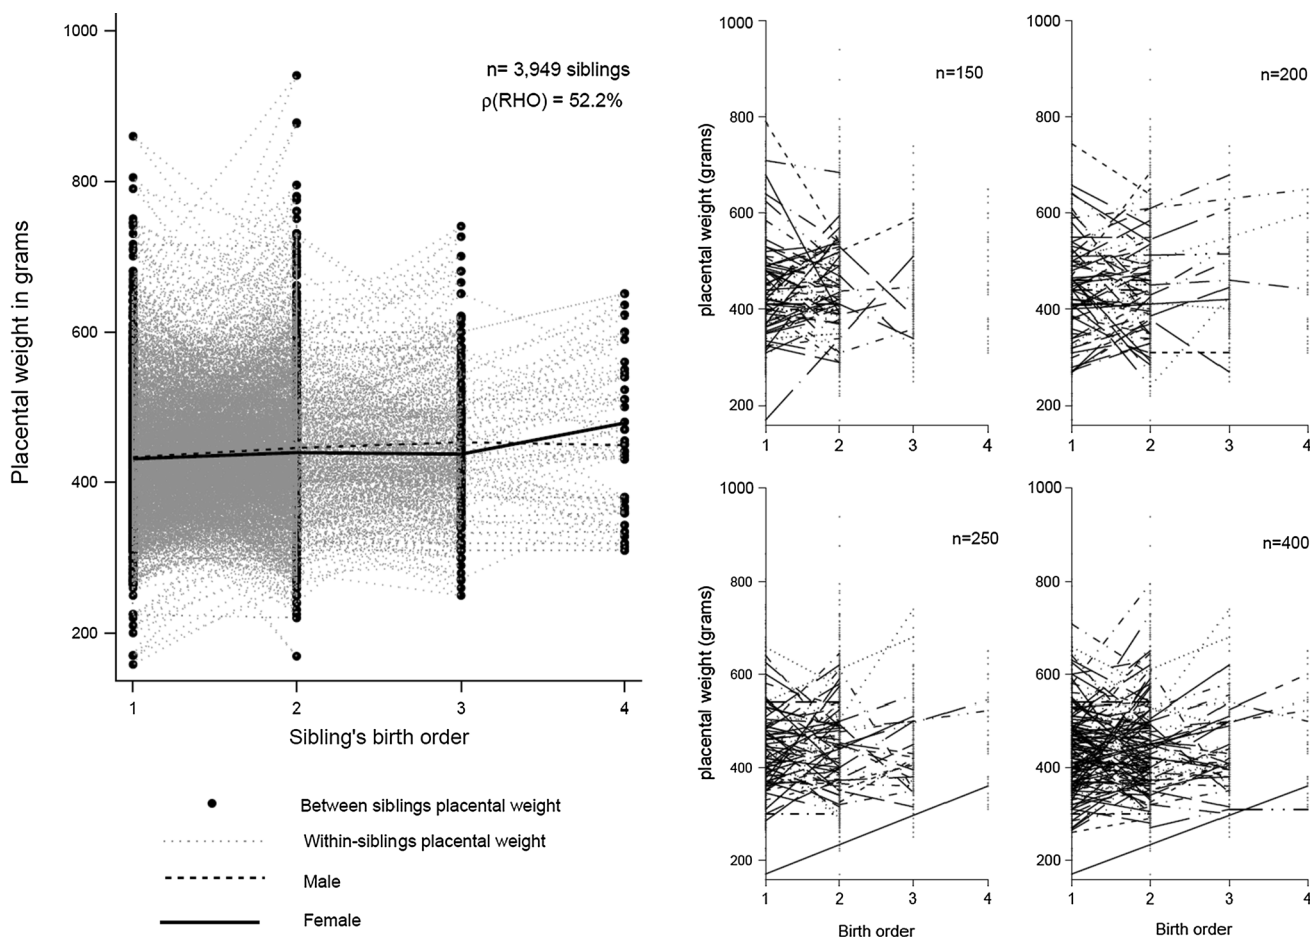 1000
800
600
400
200
Placental weight in grams
n= 3,949 siblings
ρ(RHO) = 52.2%
1 2 3 4
Sibling's birth order
Between siblings placental weight
Within-siblings placental weight
Male
Female
1000
800
600
400
200
placental weight (grams)
n=150
1 2 3 4
1000
800
600
400
200
n=200
1 2 3 4
1000
800
600
400
200
placental weight (grams)
n=250
1 2 3 4
Birth order
1000
800
600
400
200
n=400
1 2 3 4
Birth order